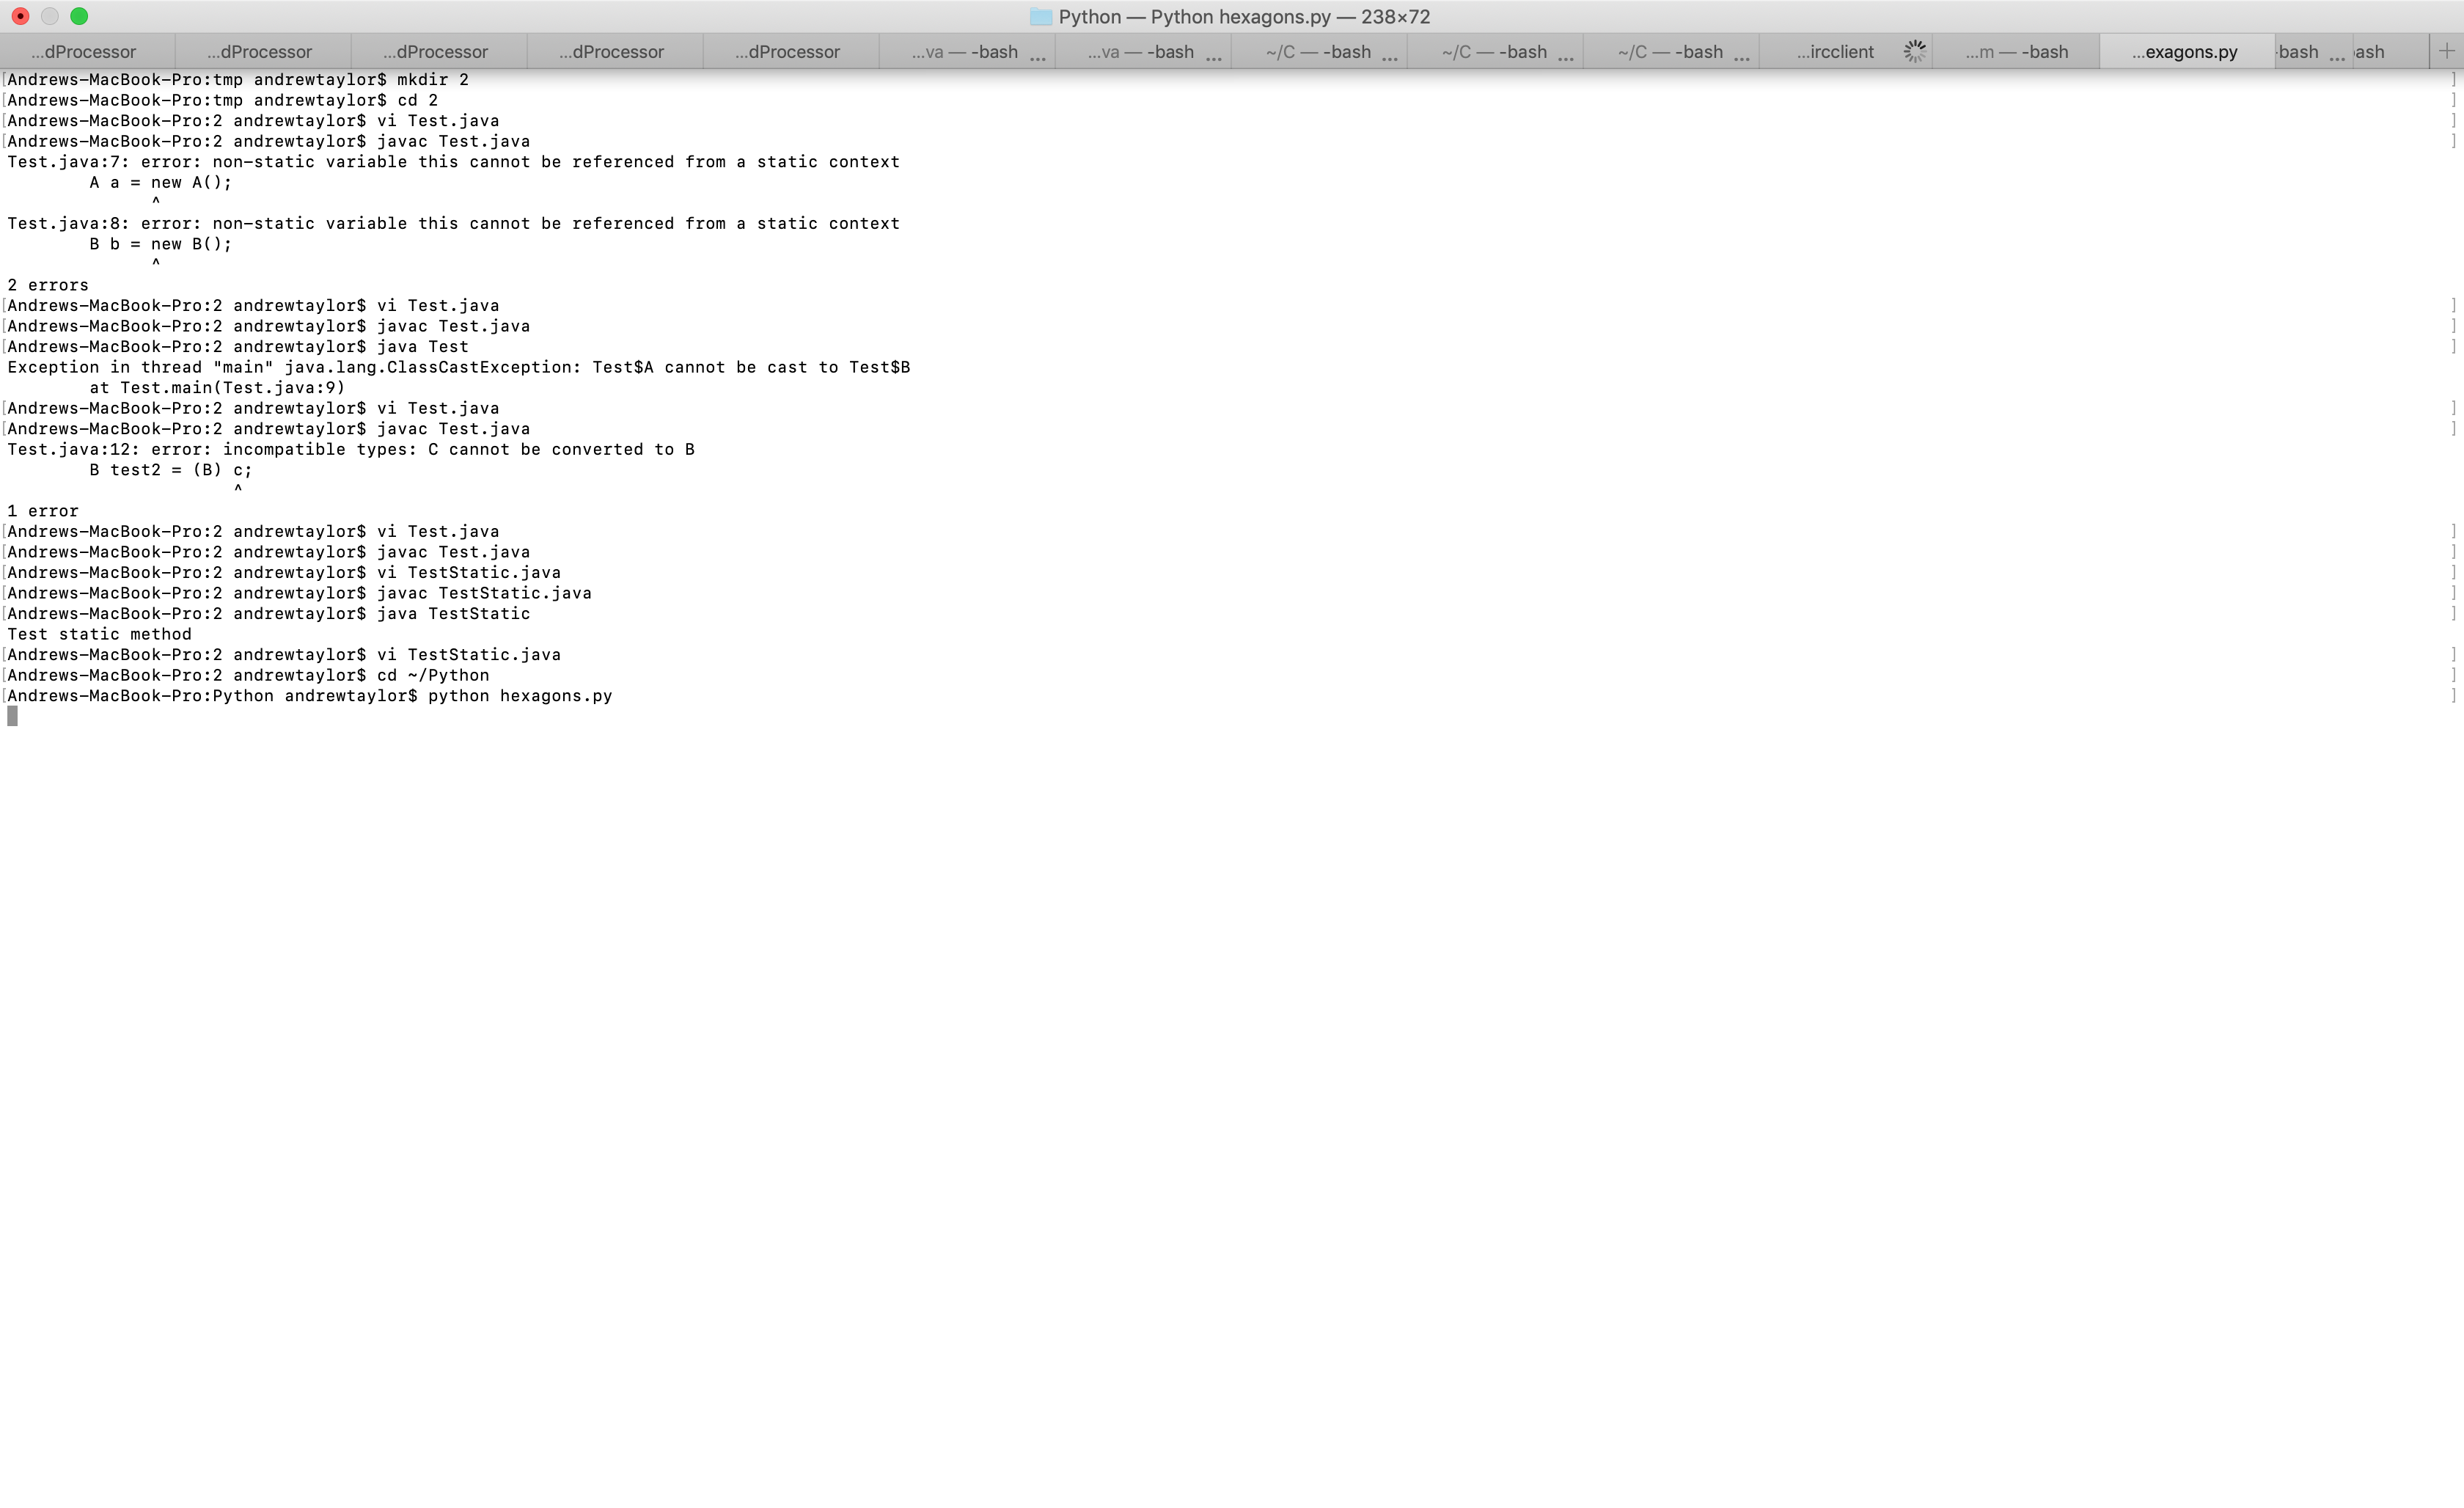 Python — Python hexagons.py — 238×72
...dProcessor ...dProcessor ...dProcessor ...dProcessor ...dProcessor ...va — -bash ... ...va — -bash ... ~/C — -bash ... ~/C — -bash ... ~/C — -bash ... ...ircclient ...m — -bash ...exagons.py -bash ... ash +
[Andrews-MacBook-Pro:tmp andrewtaylor$ mkdir 2 ]
[Andrews-MacBook-Pro:tmp andrewtaylor$ cd 2 ]
[Andrews-MacBook-Pro:2 andrewtaylor$ vi Test.java ]
[Andrews-MacBook-Pro:2 andrewtaylor$ javac Test.java ]
Test.java:7: error: non-static variable this cannot be referenced from a static context
        A a = new A();
              ^
Test.java:8: error: non-static variable this cannot be referenced from a static context
        B b = new B();
              ^
2 errors
[Andrews-MacBook-Pro:2 andrewtaylor$ vi Test.java ]
[Andrews-MacBook-Pro:2 andrewtaylor$ javac Test.java ]
[Andrews-MacBook-Pro:2 andrewtaylor$ java Test ]
Exception in thread "main" java.lang.ClassCastException: Test$A cannot be cast to Test$B
        at Test.main(Test.java:9)
[Andrews-MacBook-Pro:2 andrewtaylor$ vi Test.java ]
[Andrews-MacBook-Pro:2 andrewtaylor$ javac Test.java ]
Test.java:12: error: incompatible types: C cannot be converted to B
        B test2 = (B) c;
                      ^
1 error
[Andrews-MacBook-Pro:2 andrewtaylor$ vi Test.java ]
[Andrews-MacBook-Pro:2 andrewtaylor$ javac Test.java ]
[Andrews-MacBook-Pro:2 andrewtaylor$ vi TestStatic.java ]
[Andrews-MacBook-Pro:2 andrewtaylor$ javac TestStatic.java ]
[Andrews-MacBook-Pro:2 andrewtaylor$ java TestStatic ]
Test static method
[Andrews-MacBook-Pro:2 andrewtaylor$ vi TestStatic.java ]
[Andrews-MacBook-Pro:2 andrewtaylor$ cd ~/Python ]
[Andrews-MacBook-Pro:Python andrewtaylor$ python hexagons.py ]